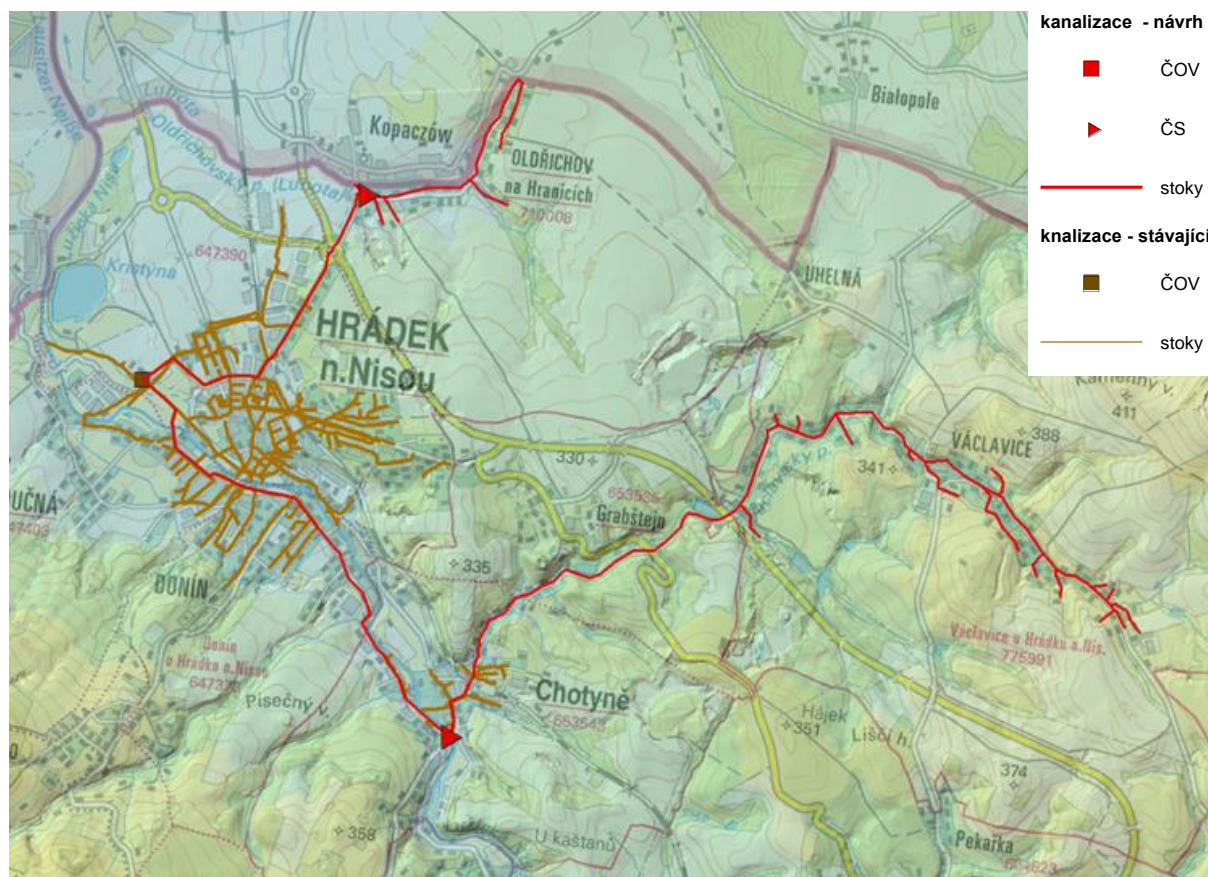 kanalizace - návrh
ČOV
ČS
stoky
knalizace - stávající
ČOV
stoky
Lubota
Oldřichovský p. (Lubota)
Kopaczów
Białopole
OLDŘICHOV
na Hranicích
710008
647390
Kristýna
UHELNÁ
HRÁDEK
n.Nisou
Kamenný v.
411
388
VÁCLAVICE
341
330
653535
Grabštejn
Václavický p.
335
DONÍN
Donín
u Hrádku n.Nisou
Pisečný v.
Chotyně
653543
Václavice u Hrádku n.Nis.
775991
Hájek
351
Liščí h.
374
358
U kaštanů
Pekařka